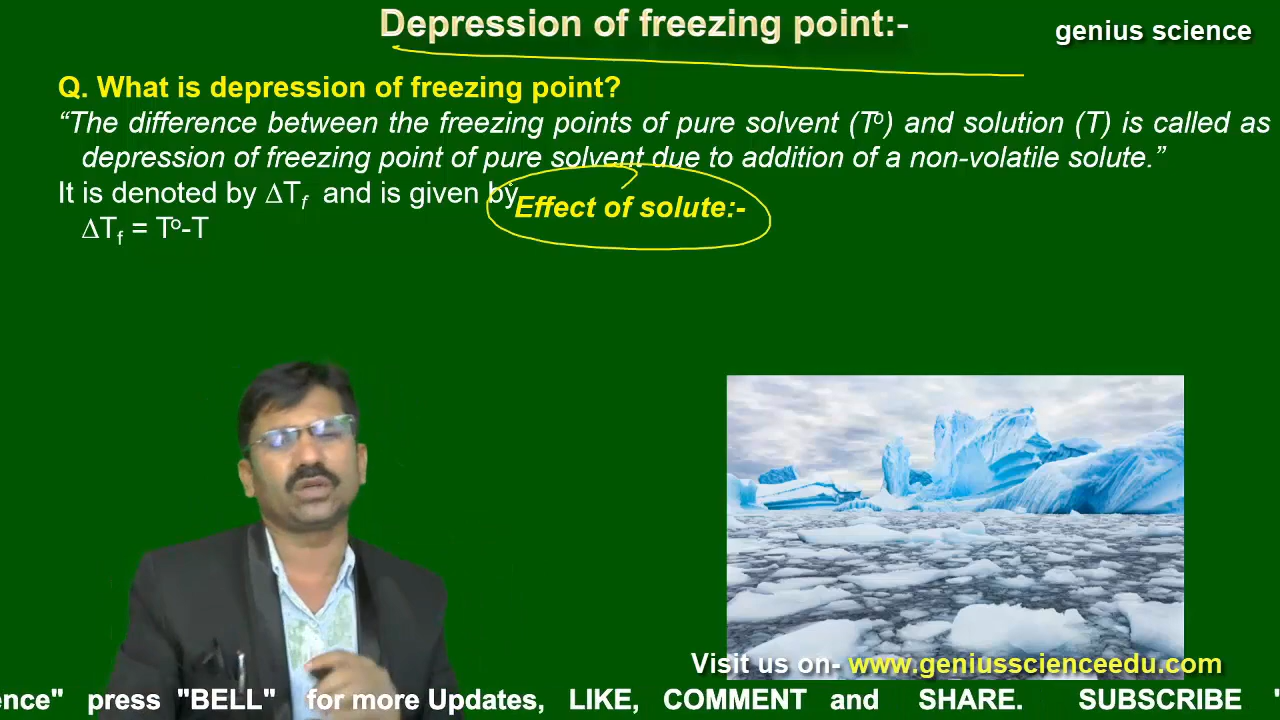 Depression of freezing point:-
genius science
Q. What is depression of freezing point?
“The difference between the freezing points of pure solvent (Tº) and solution (T) is called as
depression of freezing point of pure solvent due to addition of a non-volatile solute.”
It is denoted by ΔTf and is given by
Effect of solute:-
ΔTf = Tº-T
Visit us on- www.geniusscienceedu.com
ence" press "BELL" for more Updates, LIKE, COMMENT and SHARE. SUBSCRIBE "